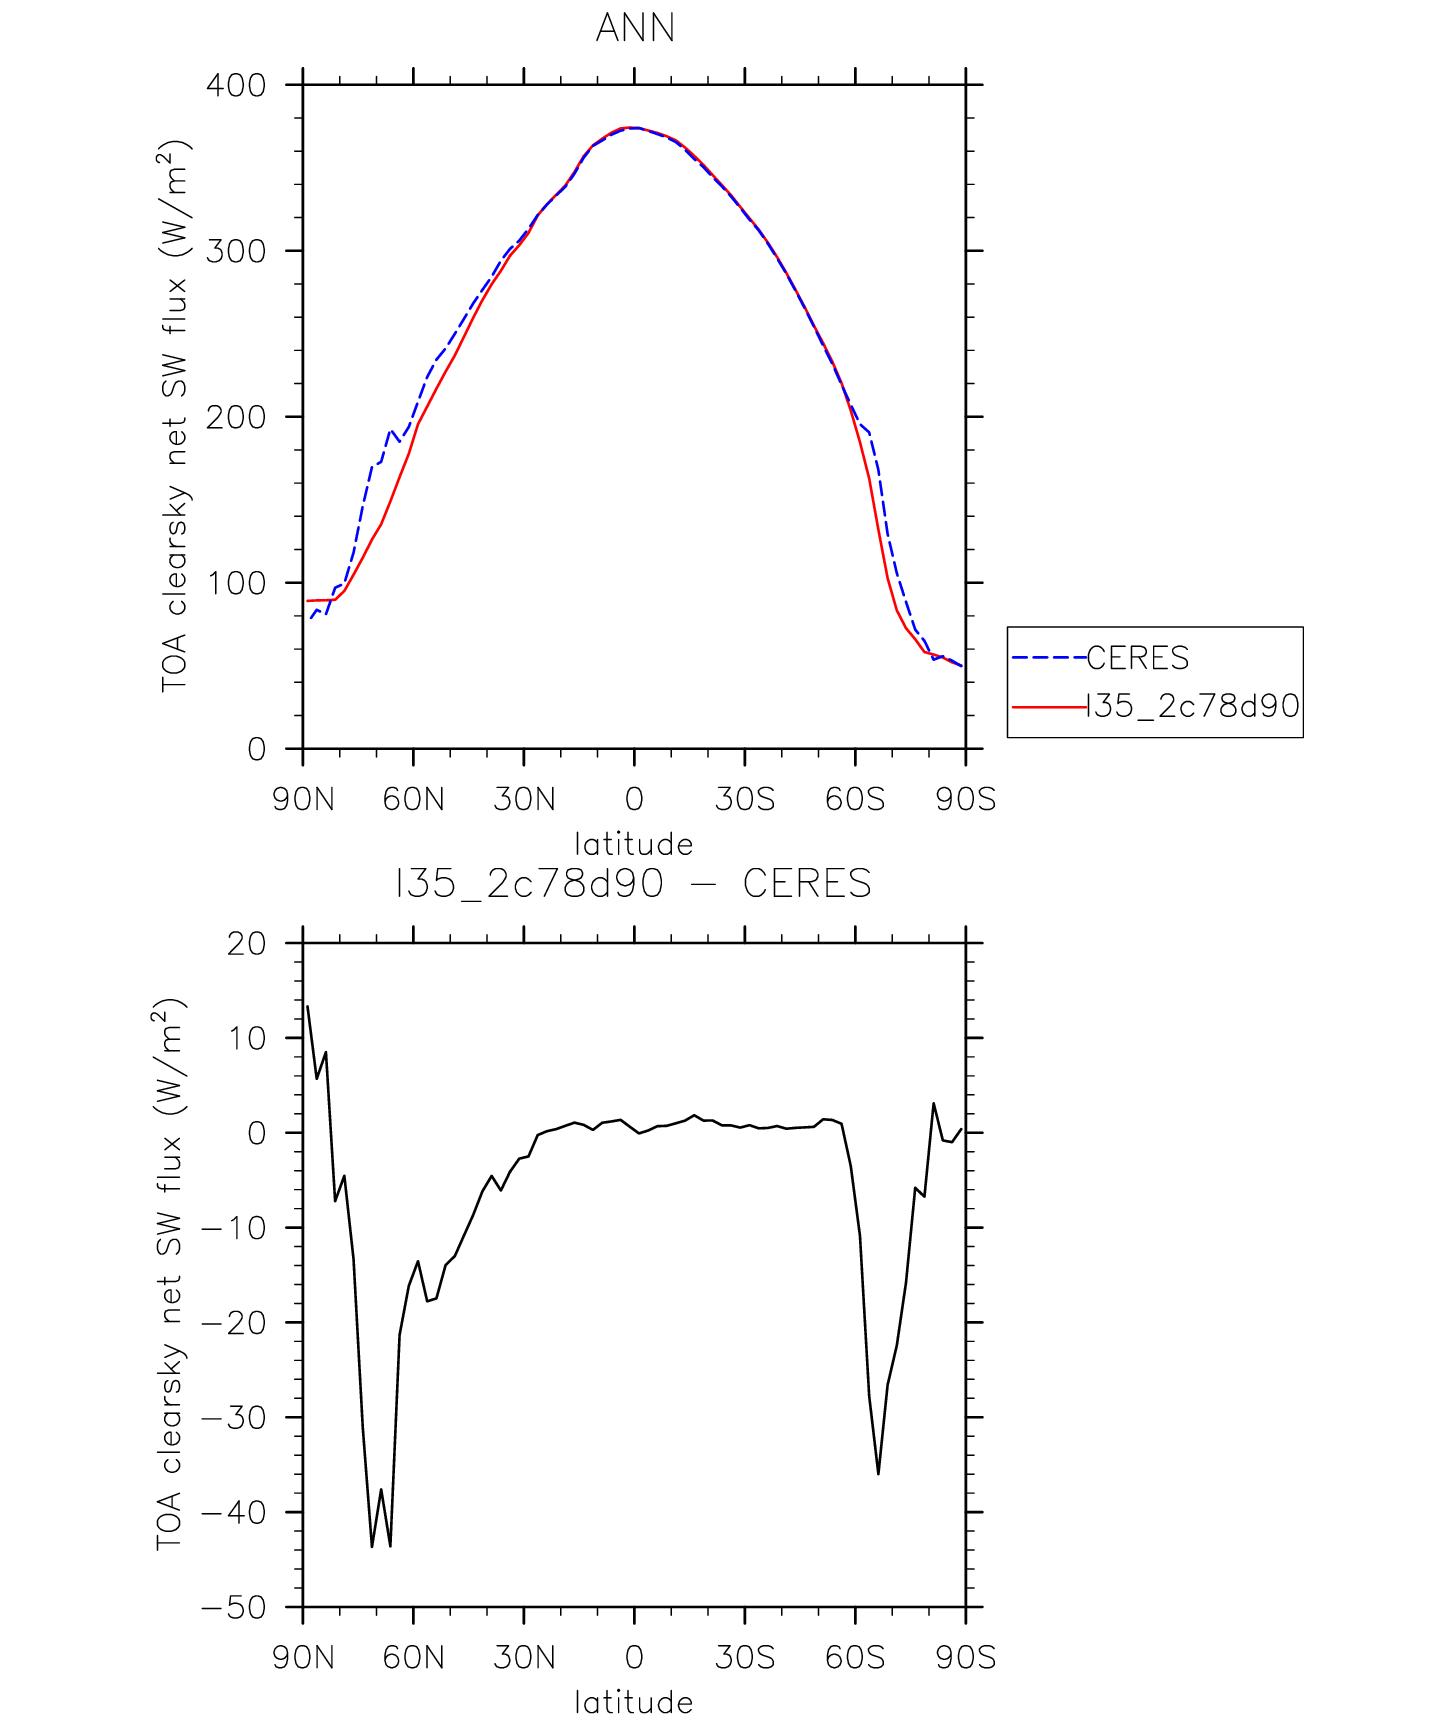 ANN
TOA clearsky net SW flux (W/m²)
400
300
200
100
0
90N 60N 30N 0 30S 60S 90S
latitude
CERES
I35_2c78d90
I35_2c78d90 − CERES
TOA clearsky net SW flux (W/m²)
20
10
0
−10
−20
−30
−40
−50
90N 60N 30N 0 30S 60S 90S
latitude